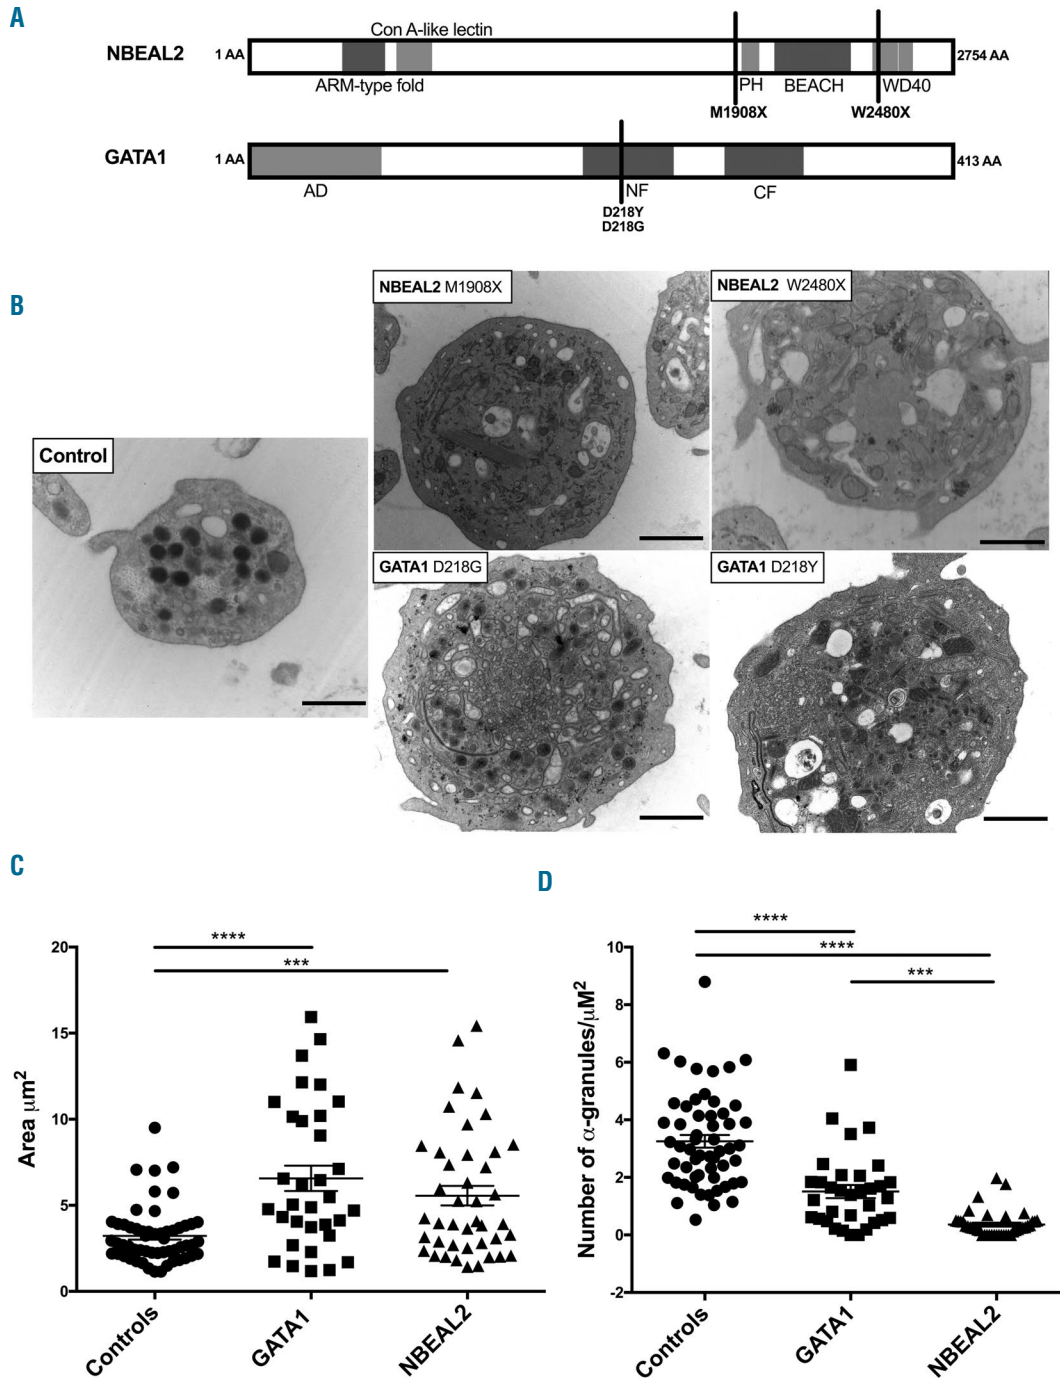 A
Con A-like lectin
NBEAL2 1 AA 2754 AA
ARM-type fold PH BEACH WD40
M1908X W2480X
GATA1 1 AA 413 AA
AD NF CF
D218Y
D218G
B
NBEAL2 M1908X
NBEAL2 W2480X
Control
GATA1 D218G
GATA1 D218Y
C
****
***
20
15
10
5
0
Area µm2
Controls
GATA1
NBEAL2
D
****
****
***
10
8
6
4
2
0
-2
Number of α-granules/µM2
Controls
GATA1
NBEAL2